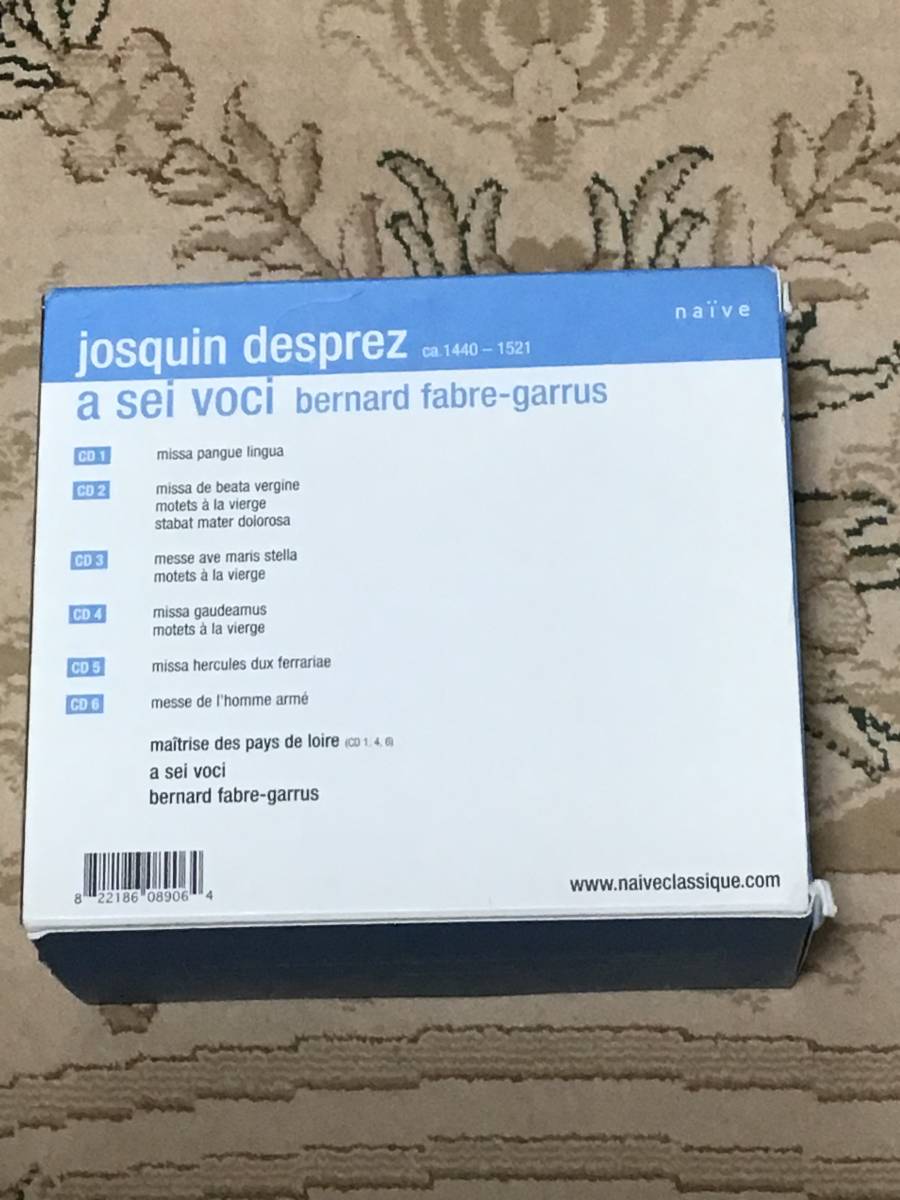 naïve
josquin desprez ca.1440 – 1521
a sei voci bernard fabre-garrus
CD 1 missa pangue lingua
CD 2 missa de beata vergine
motets à la vierge
stabat mater dolorosa
CD 3 messe ave maris stella
motets à la vierge
CD 4 missa gaudeamus
motets à la vierge
CD 5 missa hercules dux ferrariae
CD 6 messe de l'homme armé
maîtrise des pays de loire (CD 1, 4, 6)
a sei voci
bernard fabre-garrus
8 22186 08906 4
www.naiveclassique.com